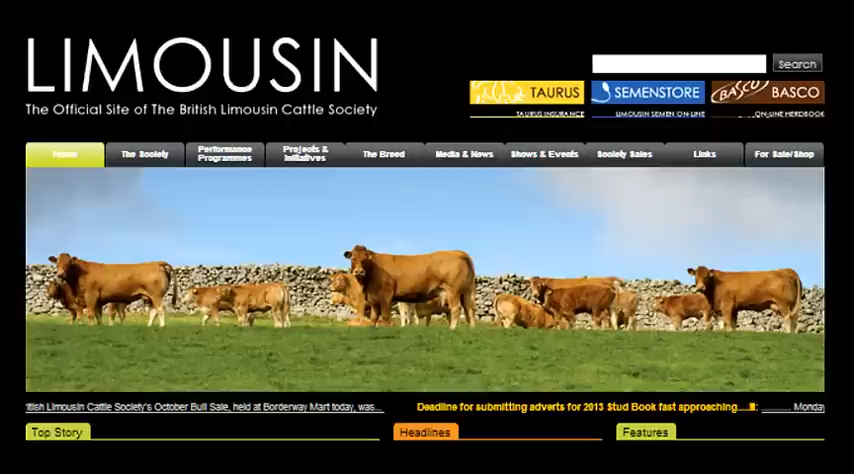 LIMOUSIN
The Official Site of The British Limousin Cattle Society
Search
TAURUS
TAURUS INSURANCE
SEMENSTORE
LIMOUSIN SEMEN ON-LINE
BASCO BASCO
ON-LINE HERDBOOK
Home
The Society
Performance
Programmes
Projects &
Initiatives
The Breed
Media & News
Shows & Events
Society Sales
Links
For Sale/Shop
itish Limousin Cattle Society's October Bull Sale, held at Borderway Mart today, was...
Deadline for submitting adverts for 2013 Stud Book fast approaching....
Monda
Top Story
Headlines
Features